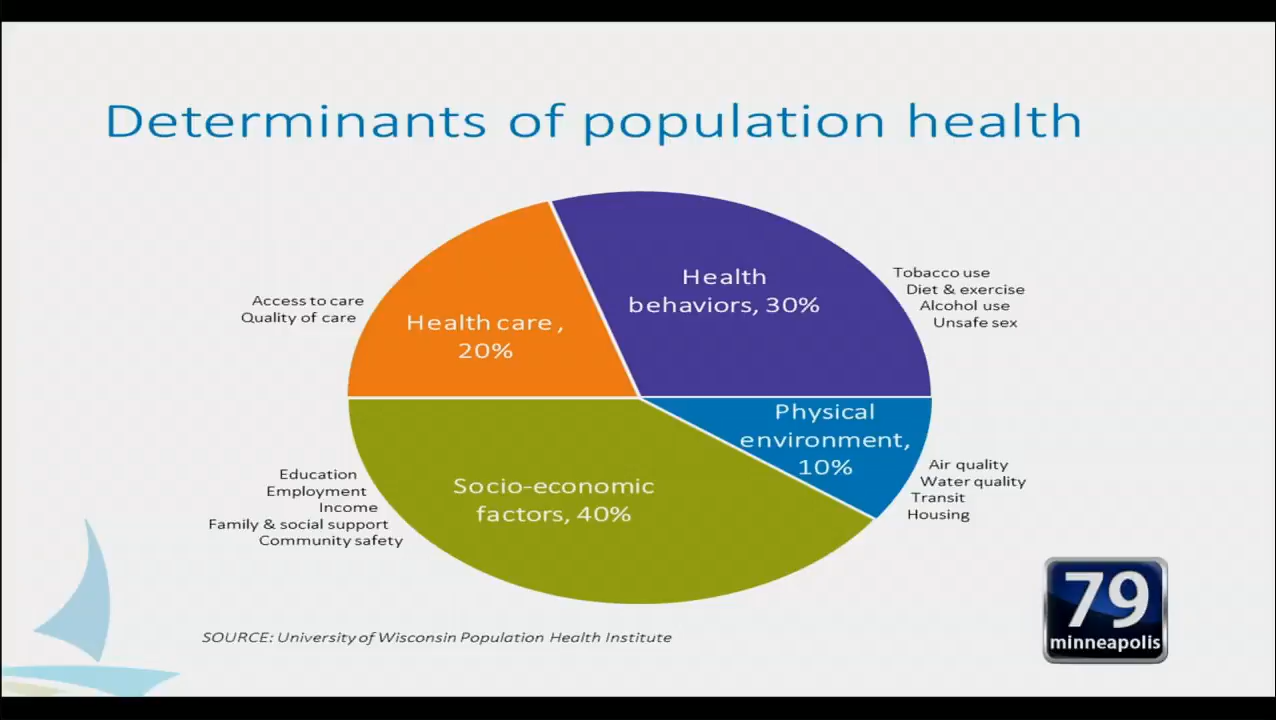 Determinants of population health
Access to care
Quality of care
Health care ,
20%
Health
behaviors, 30%
Tobacco use
Diet & exercise
Alcohol use
Unsafe sex
Physical
environment,
10%
Air quality
Water quality
Transit
Housing
Education
Employment
Income
Family & social support
Community safety
Socio-economic
factors, 40%
SOURCE: University of Wisconsin Population Health Institute
79
minneapolis